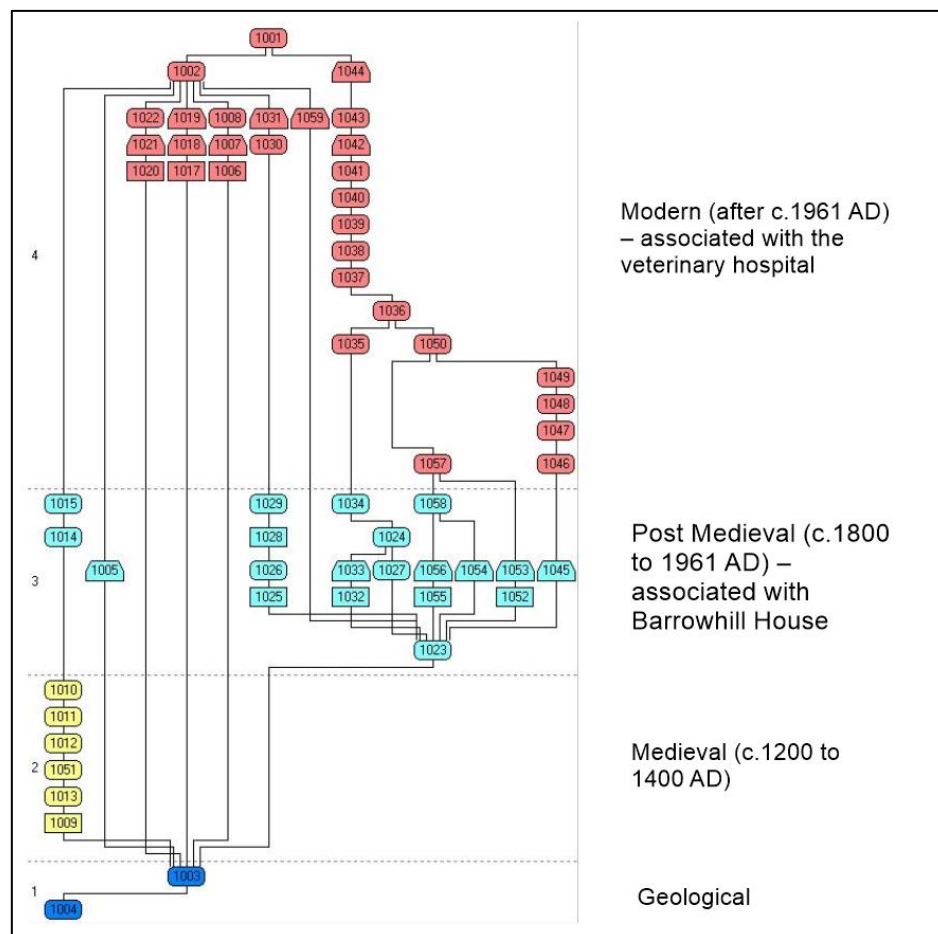 1001
1002 1044
1022 1019 1008 1031 1059 1043
1021 1018 1007 1030 1042
1020 1017 1006 1041
1040
1039
1038
1037
1036
1035 1050
1049
1048
1047
1057 1046
4
Modern (after c.1961 AD)
– associated with the
veterinary hospital
1015 1029 1034 1058
1014 1028 1024
1005 1026 1033 1027 1056 1054 1053 1045
1025 1032 1055 1052
1023
3
Post Medieval (c.1800
to 1961 AD) –
associated with
Barrowhill House
1010
1011
1012
2 1051
1013
1009
Medieval (c.1200 to
1400 AD)
1003
1
1004
Geological